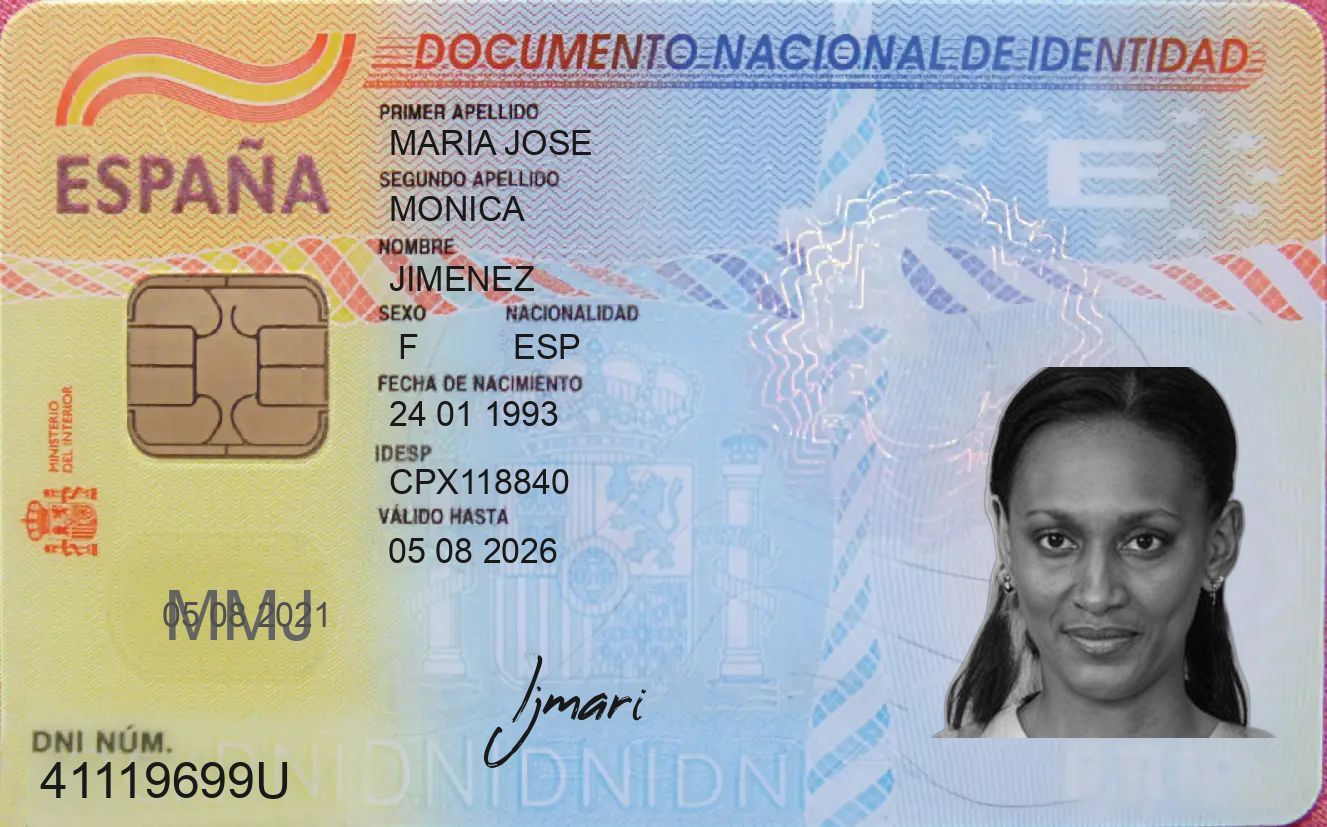 DOCUMENTO NACIONAL DE IDENTIDAD
ESPAÑA
PRIMER APELLIDO
MARIA JOSE
SEGUNDO APELLIDO
MONICA
NOMBRE
JIMENEZ
SEXO NACIONALIDAD
F ESP
FECHA DE NACIMIENTO
24 01 1993
IDESP
CPX118840
VÁLIDO HASTA
05 08 2026
MINISTERIO
DEL INTERIOR
E
05 08 2021
MMJ
Jjmari
DNI NÚM.
41119699U
DNIDNIDNIDNI